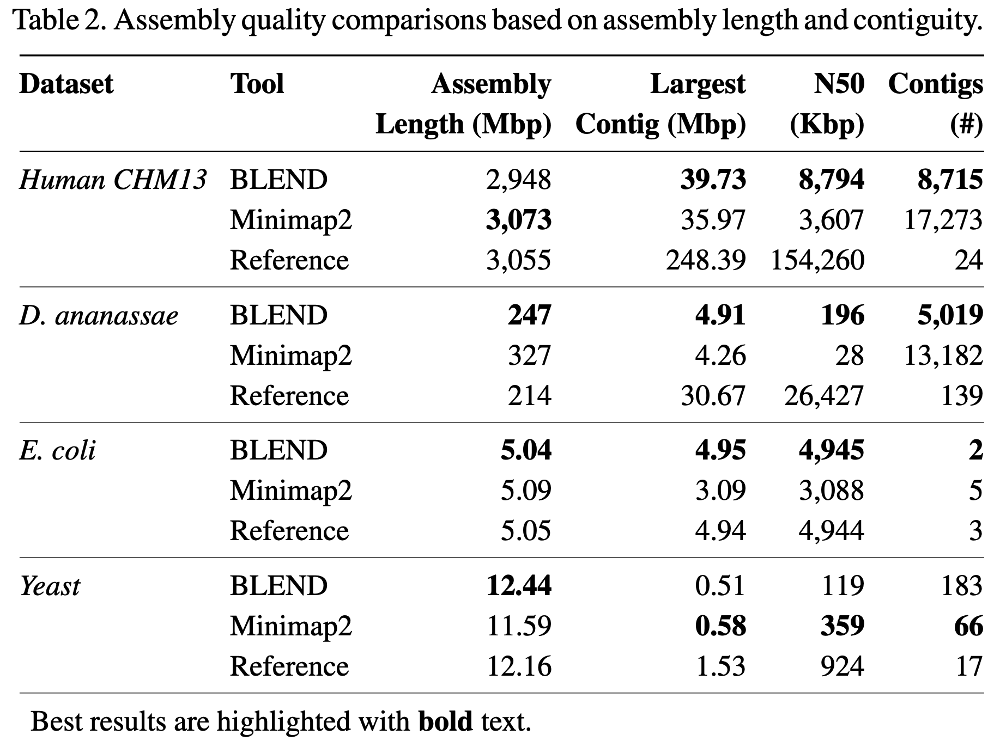 Table 2. Assembly quality comparisons based on assembly length and contiguity.
Dataset Tool Assembly Largest N50 Contigs
Length (Mbp) Contig (Mbp) (Kbp) (#)
Human CHM13 BLEND 2,948 39.73 8,794 8,715
Minimap2 3,073 35.97 3,607 17,273
Reference 3,055 248.39 154,260 24
D. ananassae BLEND 247 4.91 196 5,019
Minimap2 327 4.26 28 13,182
Reference 214 30.67 26,427 139
E. coli BLEND 5.04 4.95 4,945 2
Minimap2 5.09 3.09 3,088 5
Reference 5.05 4.94 4,944 3
Yeast BLEND 12.44 0.51 119 183
Minimap2 11.59 0.58 359 66
Reference 12.16 1.53 924 17
Best results are highlighted with bold text.